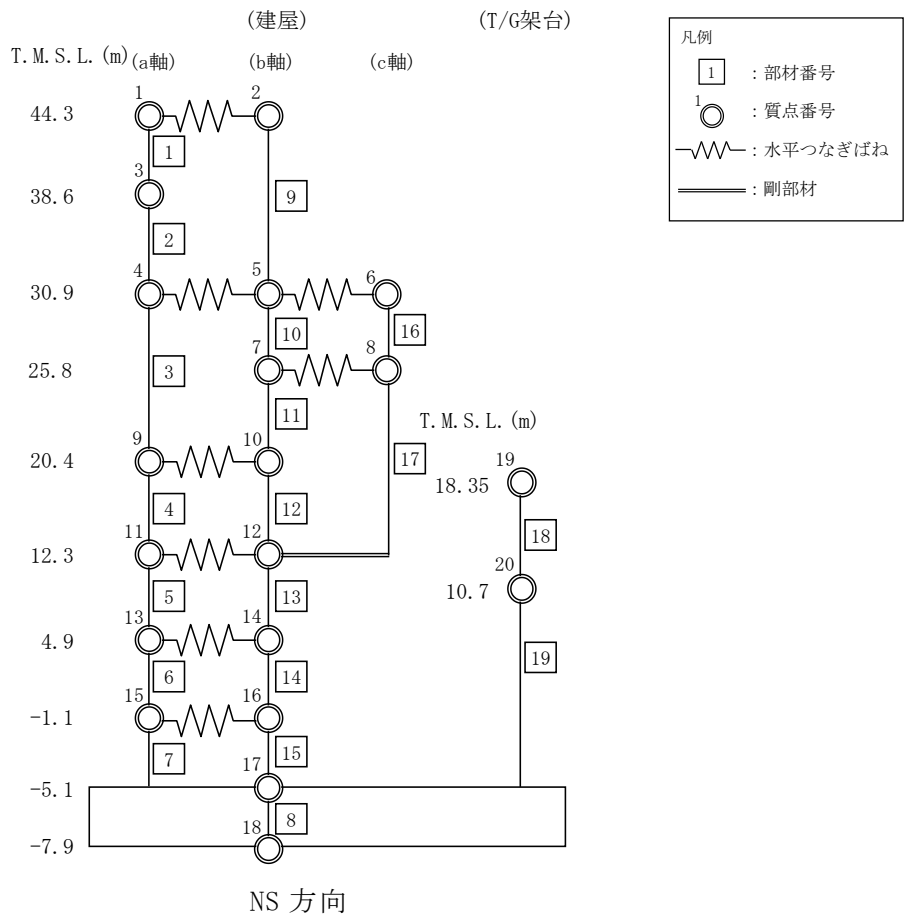 (建屋) (T/G架台)
T.M.S.L.(m) (a軸) (b軸) (c軸)
凡例
1 : 部材番号
1 : 質点番号
: 水平つなぎばね
: 剛部材
1 2
44.3
1
3
38.6 9
2
4 5 6
30.9
10 16
7 8
25.8 3
11
T.M.S.L.(m)
9 10 17 19
20.4
18.35
4 12 18
11 12 20
12.3
10.7
5 13
13 14
4.9 19
6 14
15 16
-1.1
7 15
17
-5.1
8
18
-7.9
NS 方向